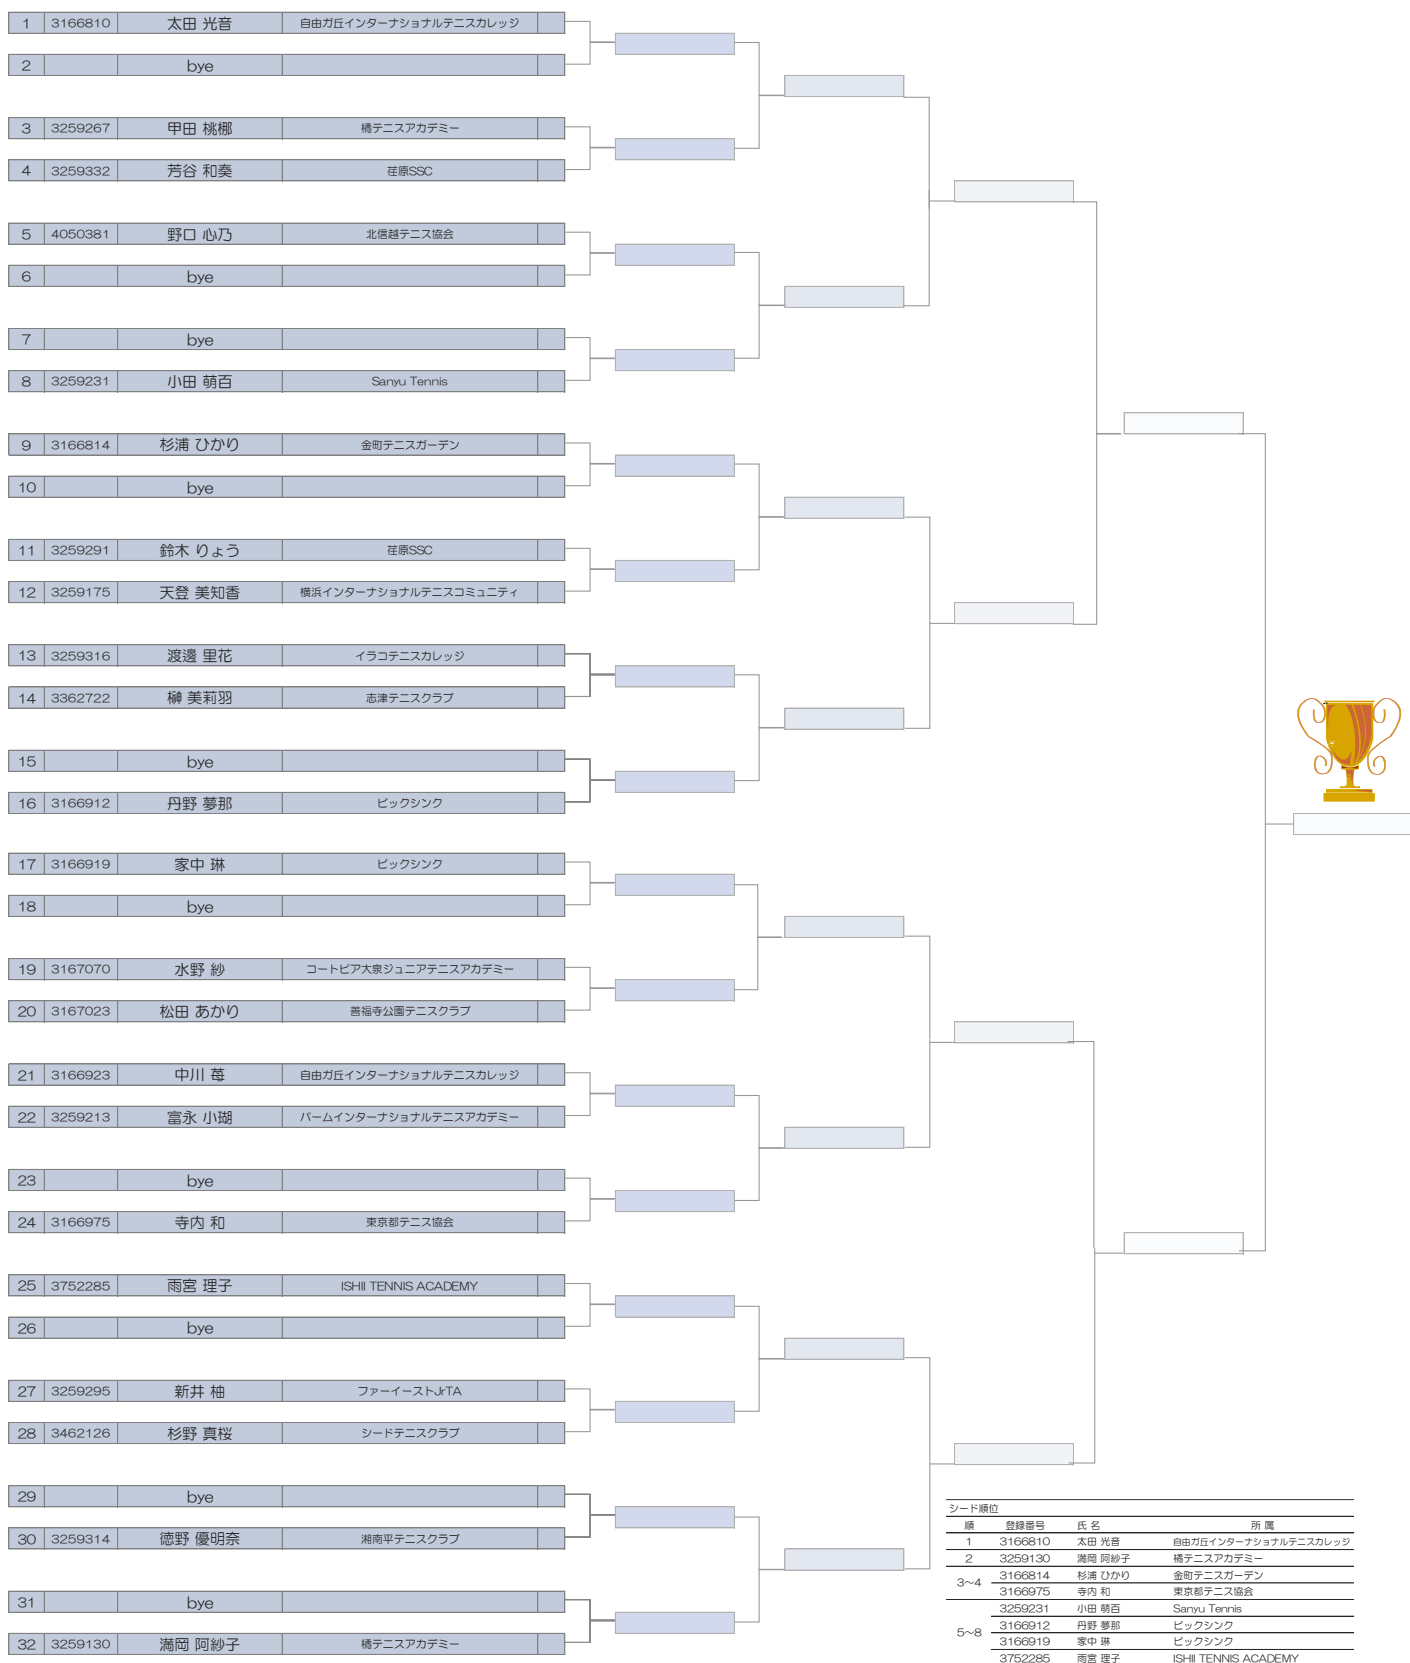 1 3166810 太田 光音 自由ガ丘インターナショナルテニスカレッジ
2 bye
3 3259267 甲田 桃梛 橘テニスアカデミー
4 3259332 芳谷 和奏 荏原SSC
5 4050381 野口 心乃 北信越テニス協会
6 bye
7 bye
8 3259231 小田 萌百 Sanyu Tennis
9 3166814 杉浦 ひかり 金町テニスガーデン
10 bye
11 3259291 鈴木 りょう 荏原SSC
12 3259175 天登 美知香 横浜インターナショナルテニスコミュニティ
13 3259316 渡邊 里花 イラコテニスカレッジ
14 3362722 榊 美莉羽 志津テニスクラブ
15 bye
16 3166912 丹野 夢那 ビックシンク
17 3166919 家中 琳 ビックシンク
18 bye
19 3167070 水野 紗 コートピア大泉ジュニアテニスアカデミー
20 3167023 松田 あかり 善福寺公園テニスクラブ
21 3166923 中川 苺 自由ガ丘インターナショナルテニスカレッジ
22 3259213 富永 小瑚 パームインターナショナルテニスアカデミー
23 bye
24 3166975 寺内 和 東京都テニス協会
25 3752285 雨宮 理子 ISHII TENNIS ACADEMY
26 bye
27 3259295 新井 柚 ファーイーストJrTA
28 3462126 杉野 真桜 シードテニスクラブ
29 bye
30 3259314 徳野 優明奈 湘南平テニスクラブ
31 bye
32 3259130 満岡 阿紗子 橘テニスアカデミー
シード順位
順 登録番号 氏 名 所 属
1 3166810 太田 光音 自由ガ丘インターナショナルテニスカレッジ
2 3259130 満岡 阿紗子 橘テニスアカデミー
3～4 3166814 杉浦 ひかり 金町テニスガーデン
3166975 寺内 和 東京都テニス協会
5～8 3259231 小田 萌百 Sanyu Tennis
3166912 丹野 夢那 ビックシンク
3166919 家中 琳 ビックシンク
3752285 雨宮 理子 ISHII TENNIS ACADEMY